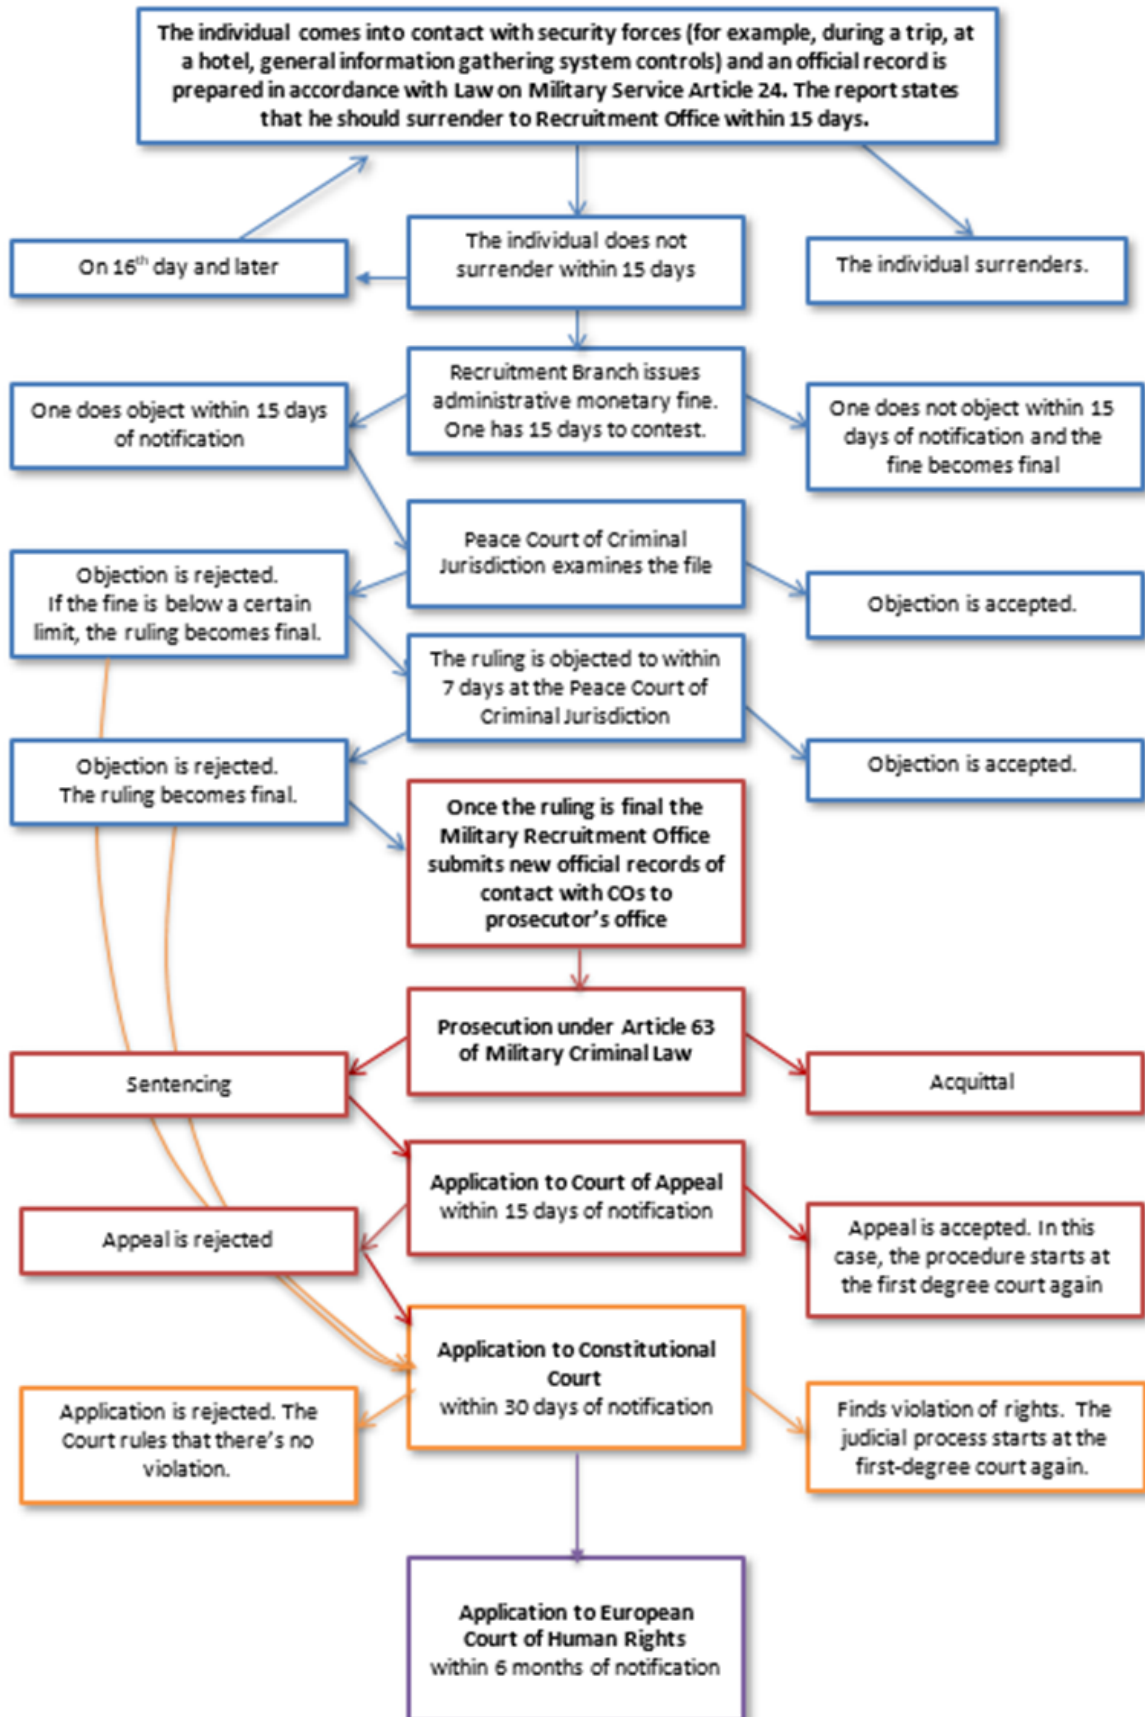 The individual comes into contact with security forces (for example, during a trip, at
a hotel, general information gathering system controls) and an official record is
prepared in accordance with Law on Military Service Article 24. The report states
that he should surrender to Recruitment Office within 15 days.
On 16th day and later
The individual does not
surrender within 15 days
The individual surrenders.
One does object within 15 days
of notification
Recruitment Branch issues
administrative monetary fine.
One has 15 days to contest.
One does not object within 15
days of notification and the
fine becomes final
Peace Court of Criminal
Jurisdiction examines the file
Objection is rejected.
If the fine is below a certain
limit, the ruling becomes final.
Objection is accepted.
The ruling is objected to within
7 days at the Peace Court of
Criminal Jurisdiction
Objection is rejected.
The ruling becomes final.
Objection is accepted.
Once the ruling is final the
Military Recruitment Office
submits new official records of
contact with COs to
prosecutor's office
Prosecution under Article 63
of Military Criminal Law
Sentencing
Acquittal
Application to Court of Appeal
within 15 days of notification
Appeal is rejected
Appeal is accepted. In this
case, the procedure starts at
the first degree court again
Application to Constitutional
Court
within 30 days of notification
Application is rejected. The
Court rules that there's no
violation.
Finds violation of rights. The
judicial process starts at the
first-degree court again.
Application to European
Court of Human Rights
within 6 months of notification